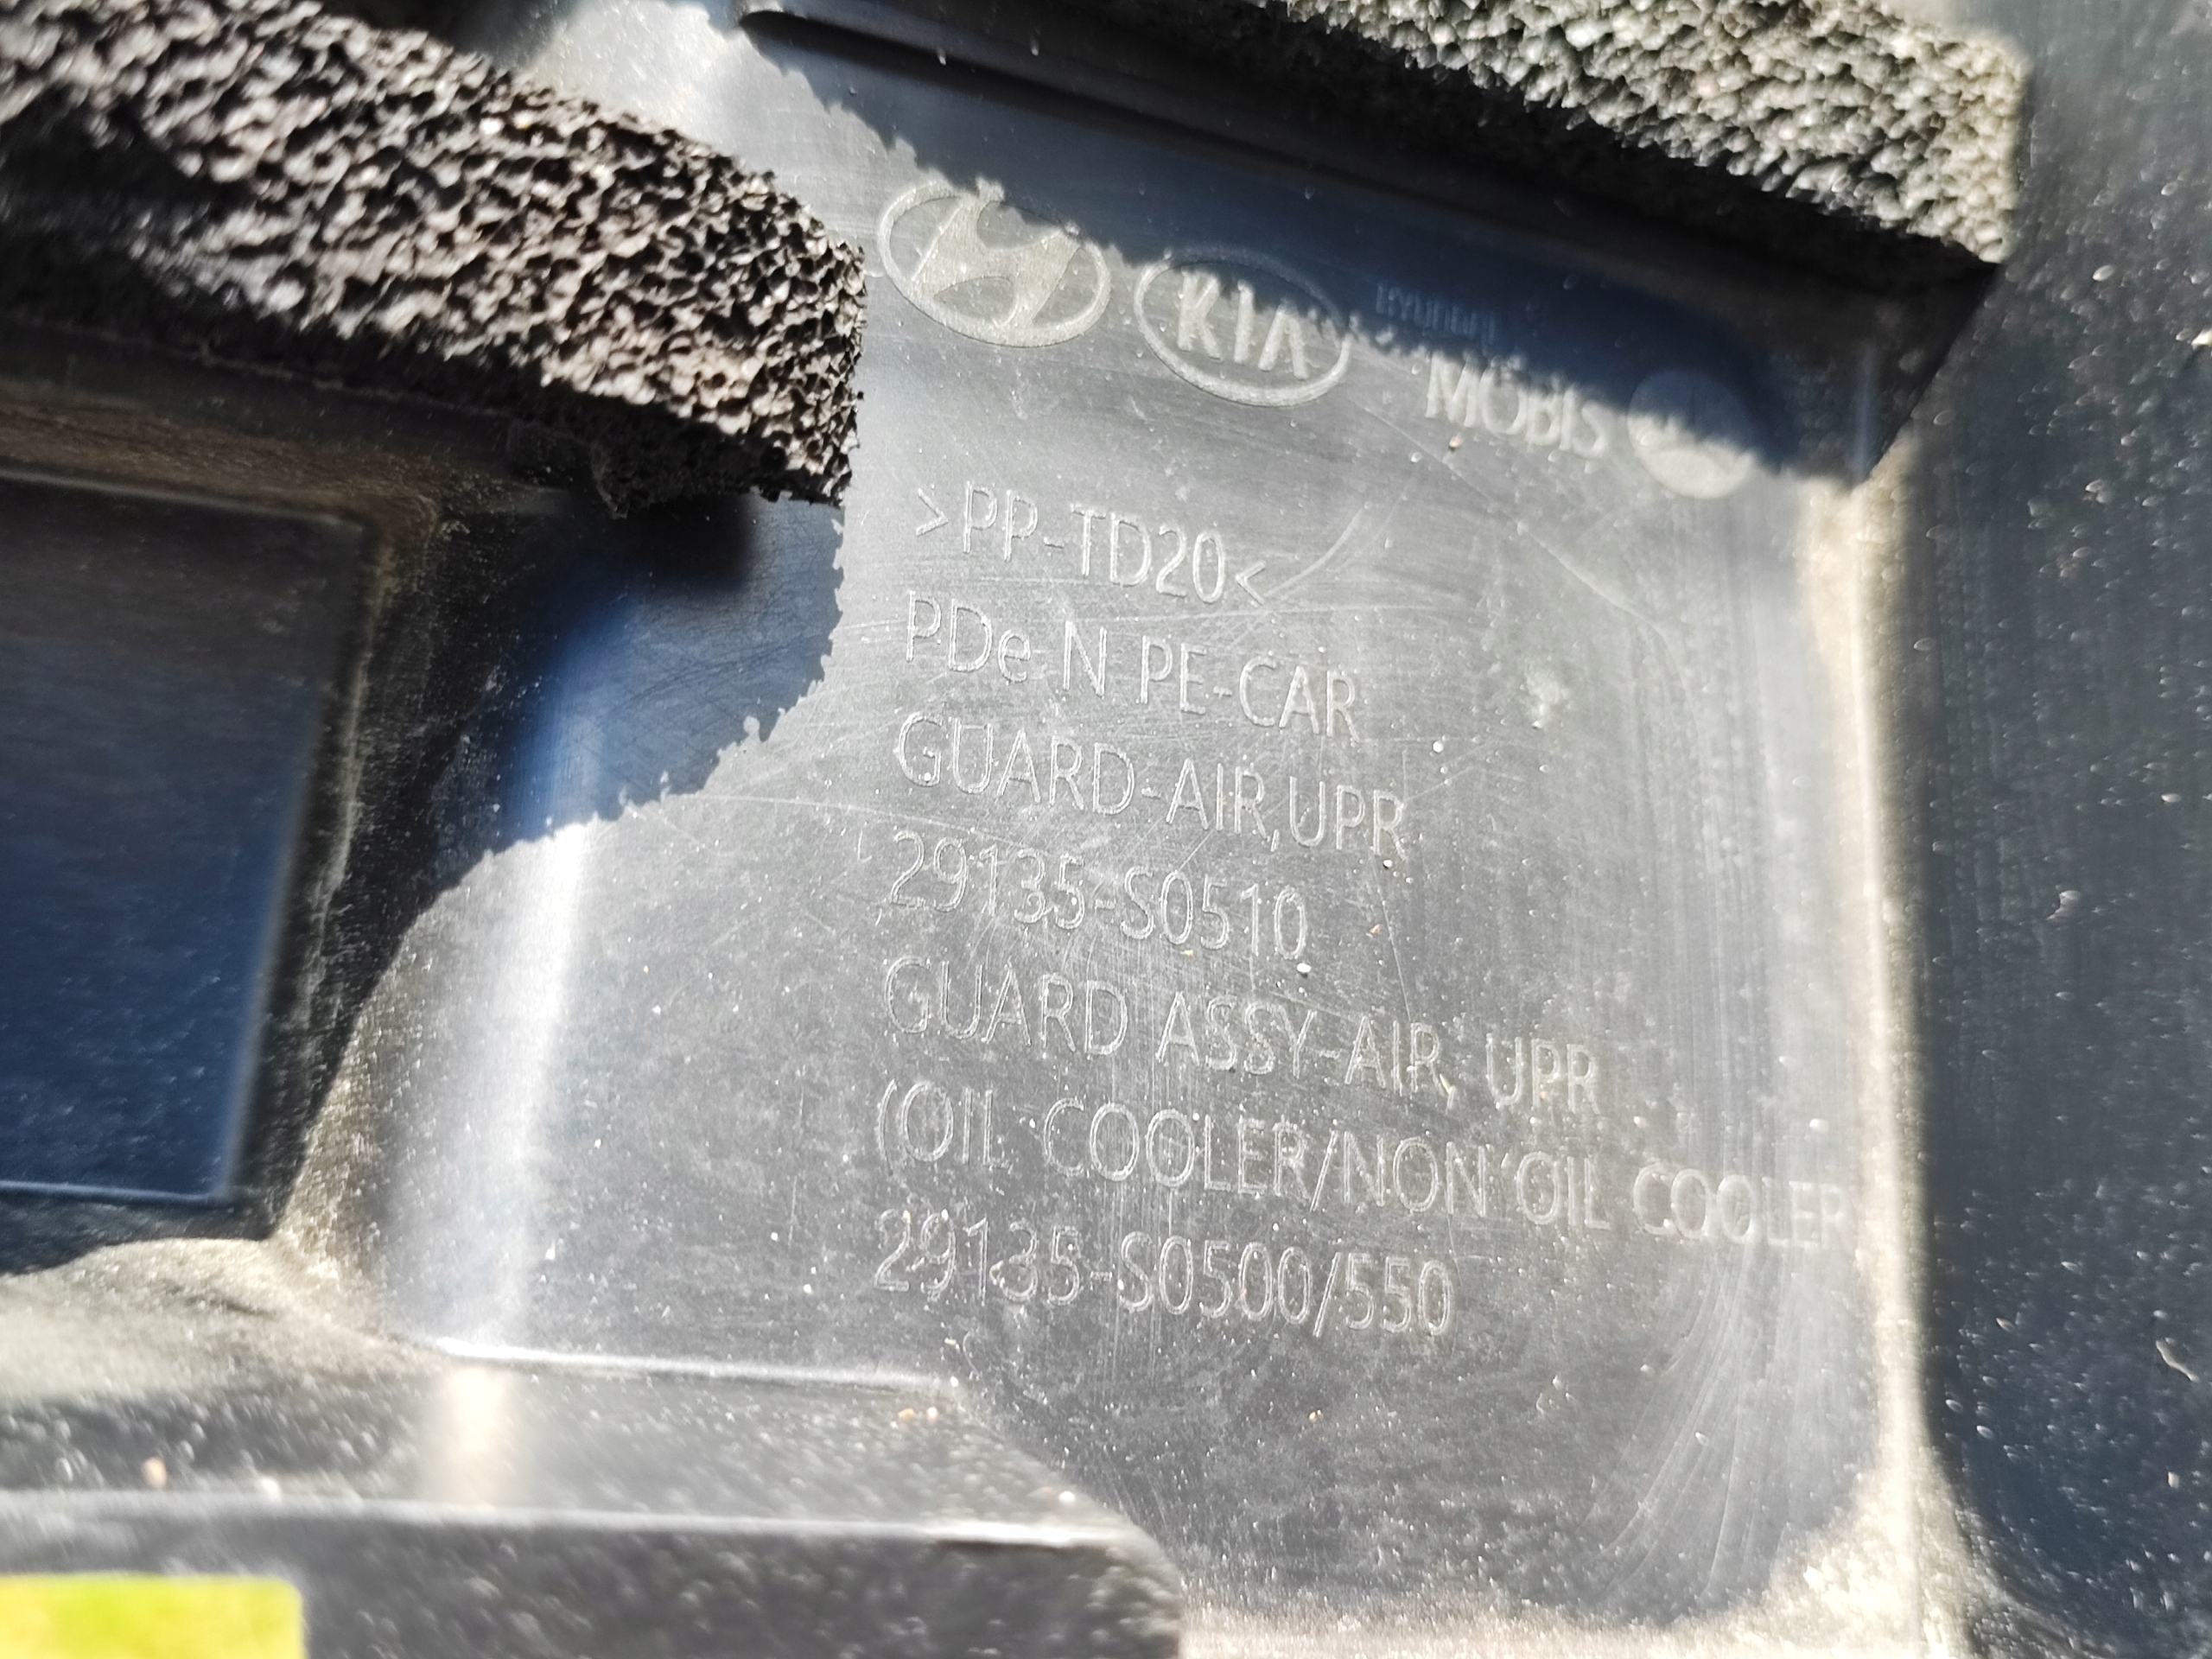 KIA
HYUNDAI
MOBIS
>PP-TD20<
PDe N PE-CAR
GUARD-AIR,UPR
29135-S0510
GUARD ASSY-AIR, UPR
(OIL COOLER/NON OIL COOLER
29135-S0500/550